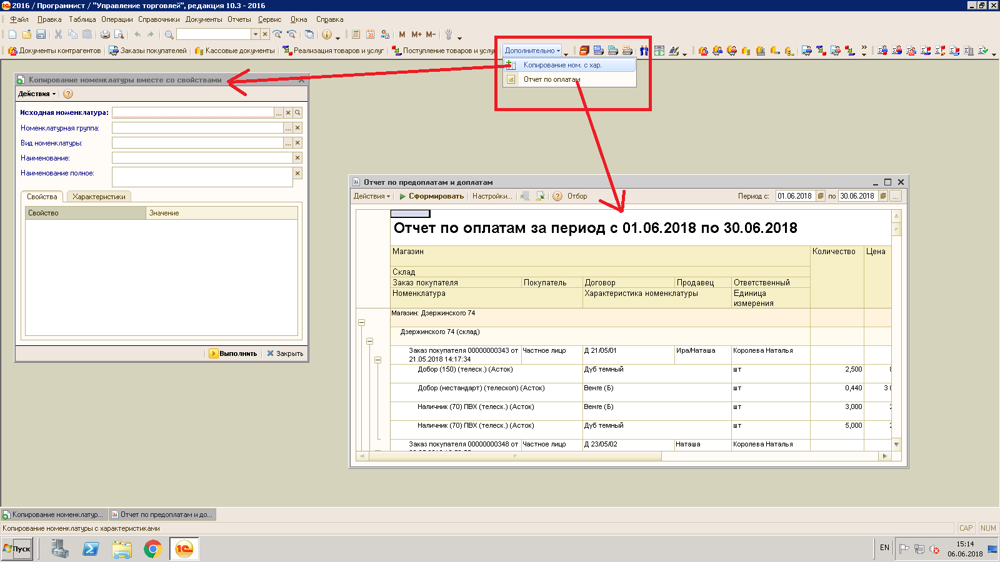 2016 / Программист / "Управление торговлей", редакция 10.3 - 2016
Файл Правка Таблица Операции Справочники Документы Отчеты Сервис Окна Справка
M M+ M-
Документы контрагентов Заказы покупателей Кассовые документы Реализация товаров и услуг Поступление товаров и услу Дополнительно
Копирование ном. с хар.
Отчет по оплатам
Копирование номенклатуры вместе со свойствами
Действия
Исходная номенклатура:
Номенклатурная группа:
Вид номенклатуры:
Наименование:
Наименование полное:
Свойства Характеристики
Свойство Значение
Выполнить Закрыть
Отчет по предоплатам и доплатам
Действия Сформировать Настройки... Отбор Период с: 01.06.2018 по 30.06.2018 ...
Отчет по оплатам за период с 01.06.2018 по 30.06.2018
Магазин Количество Цена
Склад
Заказ покупателя Покупатель Договор Продавец Ответственный
Номенклатура Характеристика номенклатуры Единица измерения
Магазин: Дзержинского 74
Дзержинского 74 (склад)
Заказ покупателя 00000000343 от 21.05.2018 14:17:34 Частное лицо Д 21/05/01 Ира/Наташа Королева Наталья
Добор (150) (телеск.) (Асток) Дуб темный шт 2,500
Добор (нестандарт) (телескоп) (Асток) Венге (Б) шт 0,440 3 0
Наличник (70) ПВХ (телеск.) (Асток) Венге (Б) шт 3,000
Наличник (70) ПВХ (телеск.) (Асток) Дуб темный шт 5,000
Заказ покупателя 00000000348 от Частное лицо Д 23/05/02 Наташа Королева Наталья
Копирование номенклатур... Отчет по предоплатам и до...
Копирование номенклатуры с характеристиками CAP NUM
Пуск 1С EN 15:14
06.06.2018